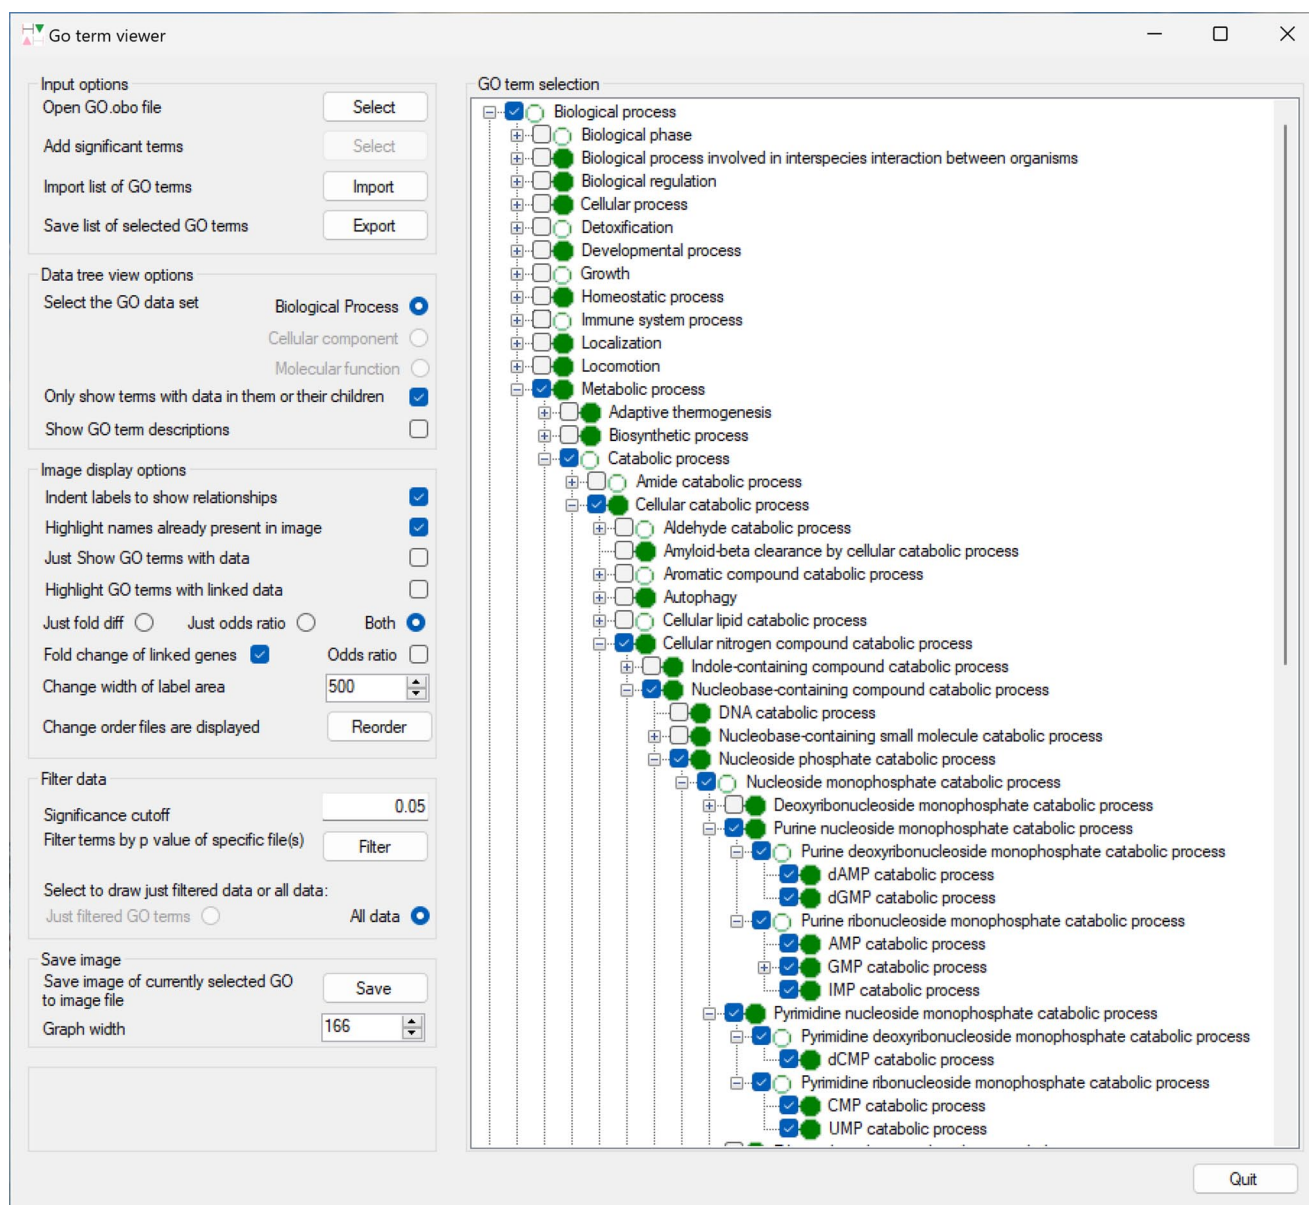 Go term viewer
Input options
Open GO.obo file Select
Add significant terms Select
Import list of GO terms Import
Save list of selected GO terms Export
Data tree view options
Select the GO data set Biological Process
Cellular component
Molecular function
Only show terms with data in them or their children
Show GO term descriptions
Image display options
Indent labels to show relationships
Highlight names already present in image
Just Show GO terms with data
Highlight GO terms with linked data
Just fold diff Just odds ratio Both
Fold change of linked genes Odds ratio
Change width of label area 500
Change order files are displayed Reorder
Filter data
Significance cutoff 0.05
Filter terms by p value of specific file(s) Filter
Select to draw just filtered data or all data:
Just filtered GO terms All data
Save image
Save image of currently selected GO
to image file Save
Graph width 166
GO term selection
Biological process
Biological phase
Biological process involved in interspecies interaction between organisms
Biological regulation
Cellular process
Detoxification
Developmental process
Growth
Homeostatic process
Immune system process
Localization
Locomotion
Metabolic process
Adaptive thermogenesis
Biosynthetic process
Catabolic process
Amide catabolic process
Cellular catabolic process
Aldehyde catabolic process
Amyloid-beta clearance by cellular catabolic process
Aromatic compound catabolic process
Autophagy
Cellular lipid catabolic process
Cellular nitrogen compound catabolic process
Indole-containing compound catabolic process
Nucleobase-containing compound catabolic process
DNA catabolic process
Nucleobase-containing small molecule catabolic process
Nucleoside phosphate catabolic process
Nucleoside monophosphate catabolic process
Deoxyribonucleoside monophosphate catabolic process
Purine nucleoside monophosphate catabolic process
Purine deoxyribonucleoside monophosphate catabolic process
dAMP catabolic process
dGMP catabolic process
Purine ribonucleoside monophosphate catabolic process
AMP catabolic process
GMP catabolic process
IMP catabolic process
Pyrimidine nucleoside monophosphate catabolic process
Pyrimidine deoxyribonucleoside monophosphate catabolic process
dCMP catabolic process
Pyrimidine ribonucleoside monophosphate catabolic process
CMP catabolic process
UMP catabolic process
Quit